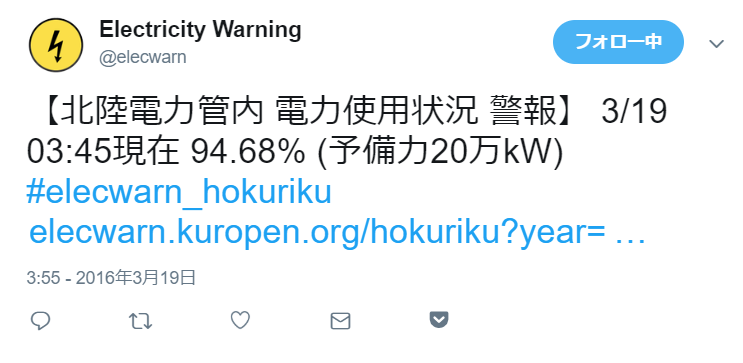 Electricity Warning
@elecwarn
フォロー中
【北陸電力管内 電力使用状況 警報】 3/19
03:45現在 94.68% (予備力20万kW)
#elecwarn_hokuriku
elecwarn.kuropen.org/hokuriku?year= …
3:55 - 2016年3月19日